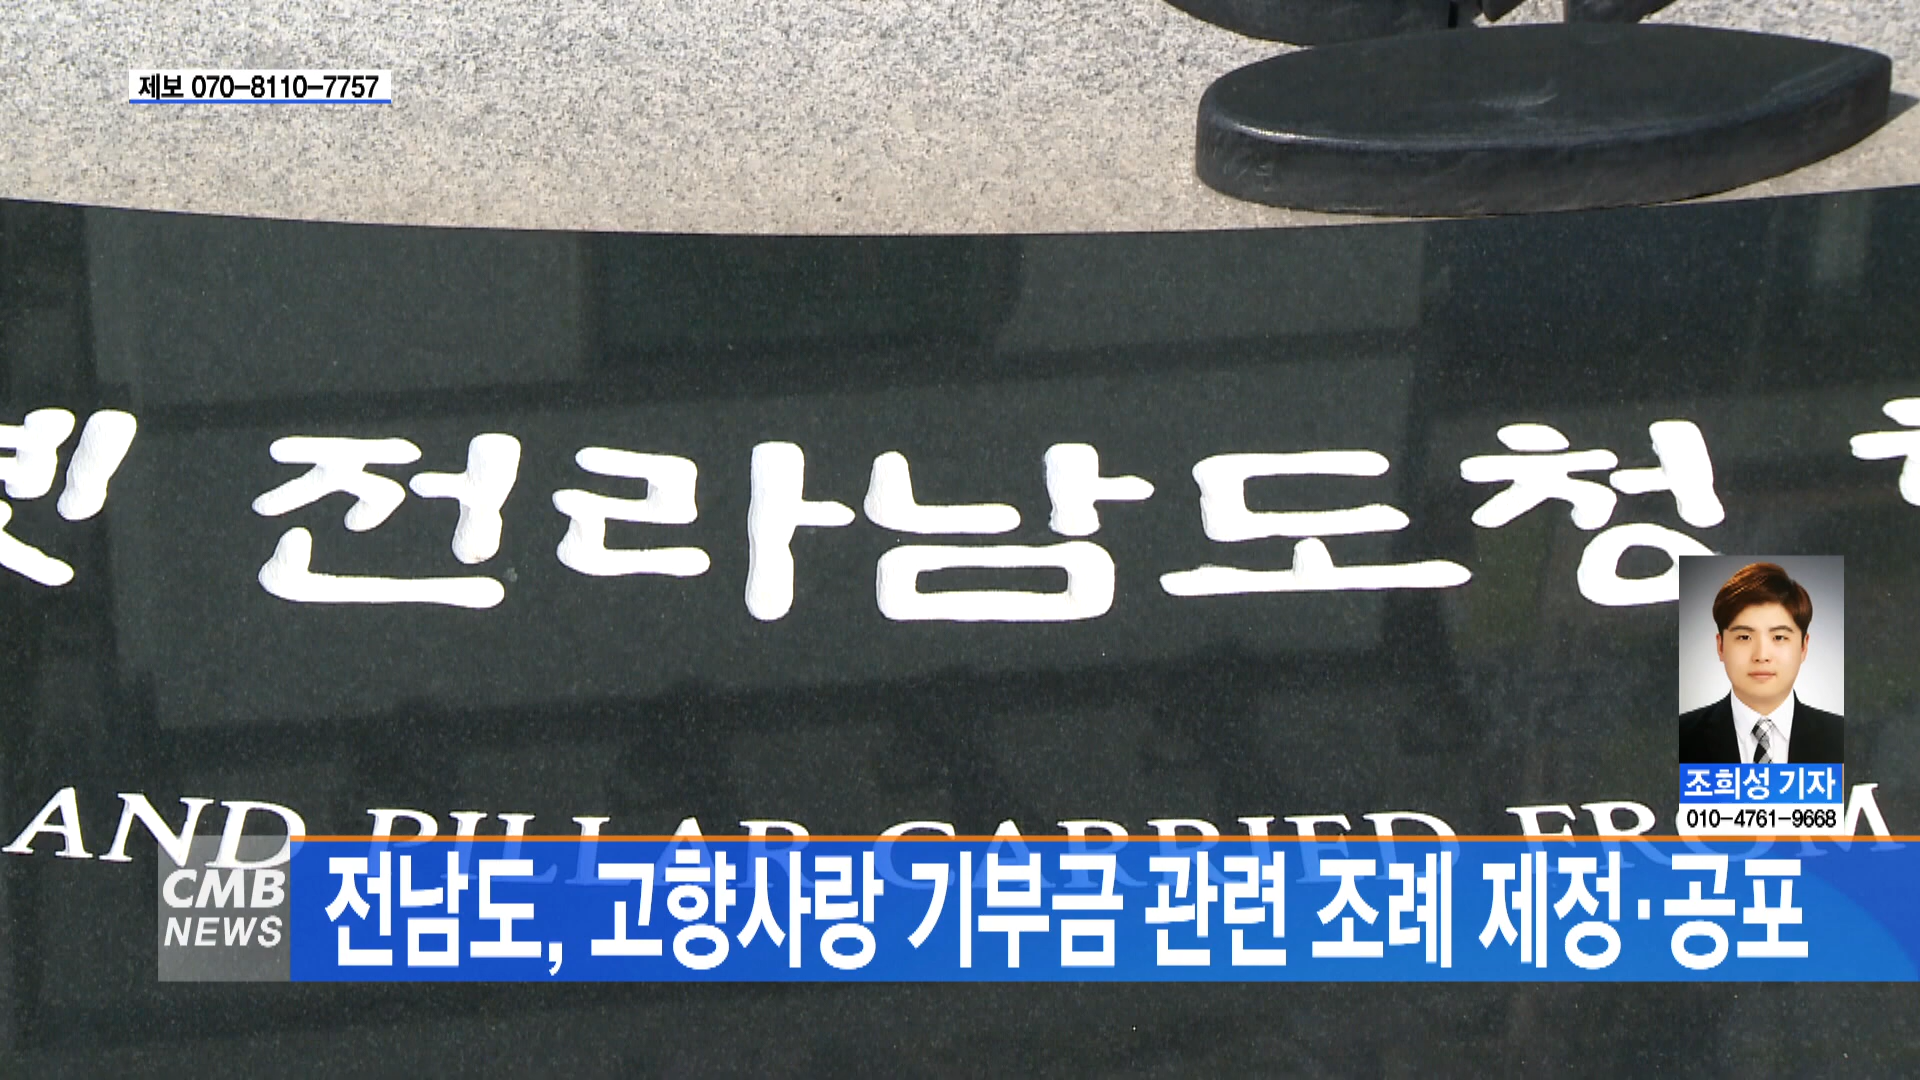 제보 070-8110-7757
전라남도청
조희성 기자
010-4761-9668
AND PILLAR CARRIED FROM
CMB
NEWS
전남도, 고향사랑 기부금 관련 조례 제정·공포